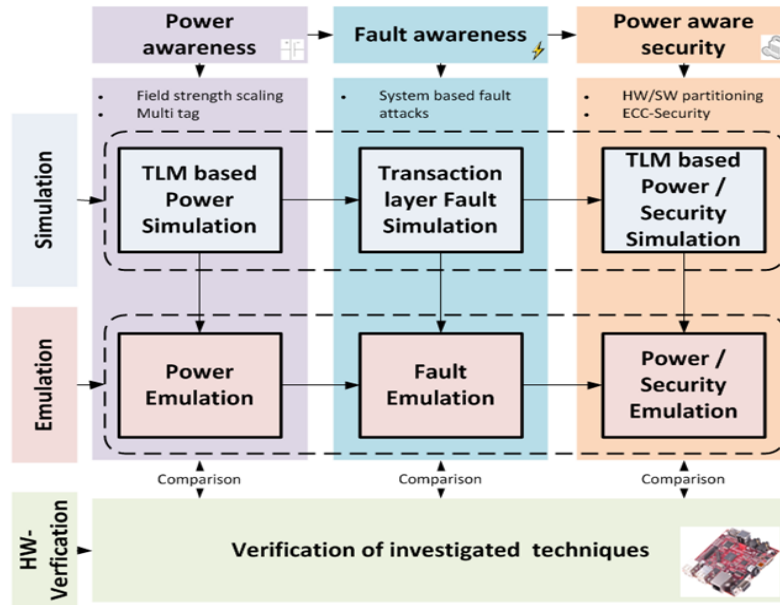 Power
awareness
Fault awareness
Power aware
security
• Field strength scaling
• Multi tag
• System based fault
attacks
• HW/SW partitioning
• ECC-Security
Simulation
TLM based
Power
Simulation
Transaction
layer Fault
Simulation
TLM based
Power /
Security
Simulation
Emulation
Power
Emulation
Fault
Emulation
Power /
Security
Emulation
Comparison
Comparison
Comparison
HW-
Verfication
Verification of investigated techniques